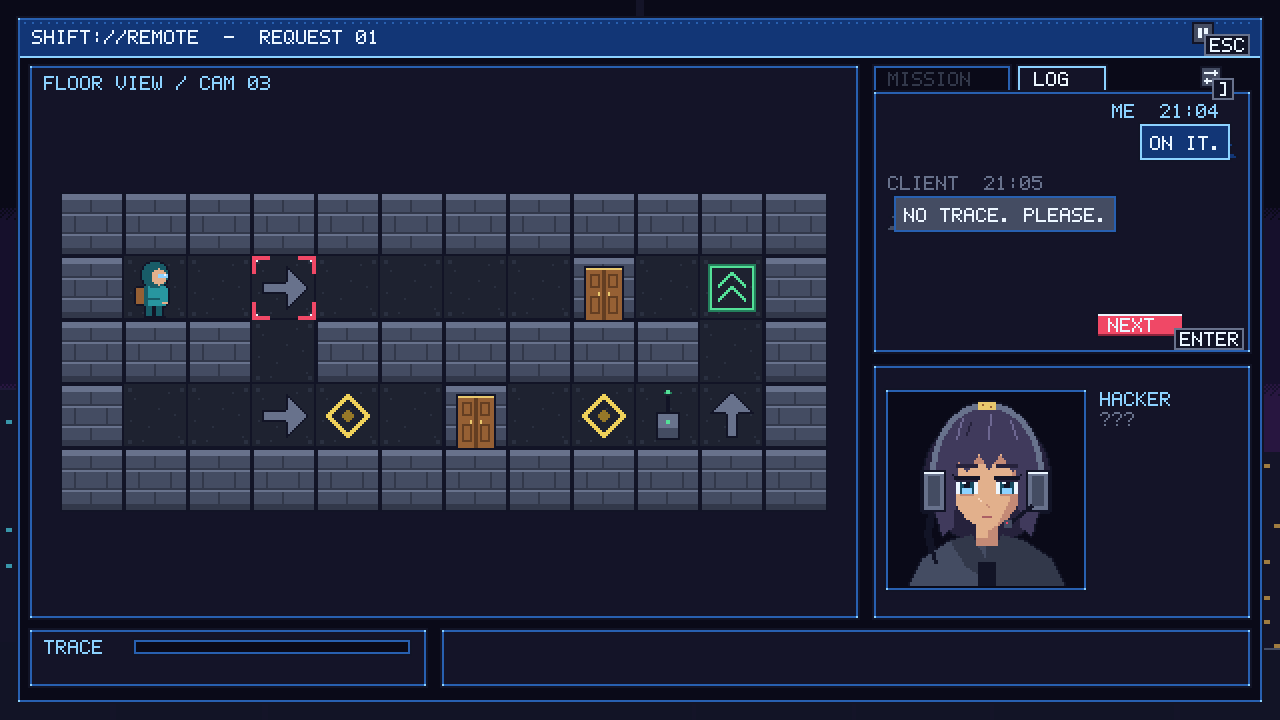 SHIFT://REMOTE – REQUEST 01
ESC
FLOOR VIEW / CAM 03
MISSION
LOG
]
ME 21:04
ON IT.
CLIENT 21:05
NO TRACE. PLEASE.
NEXT
ENTER
HACKER
???
TRACE